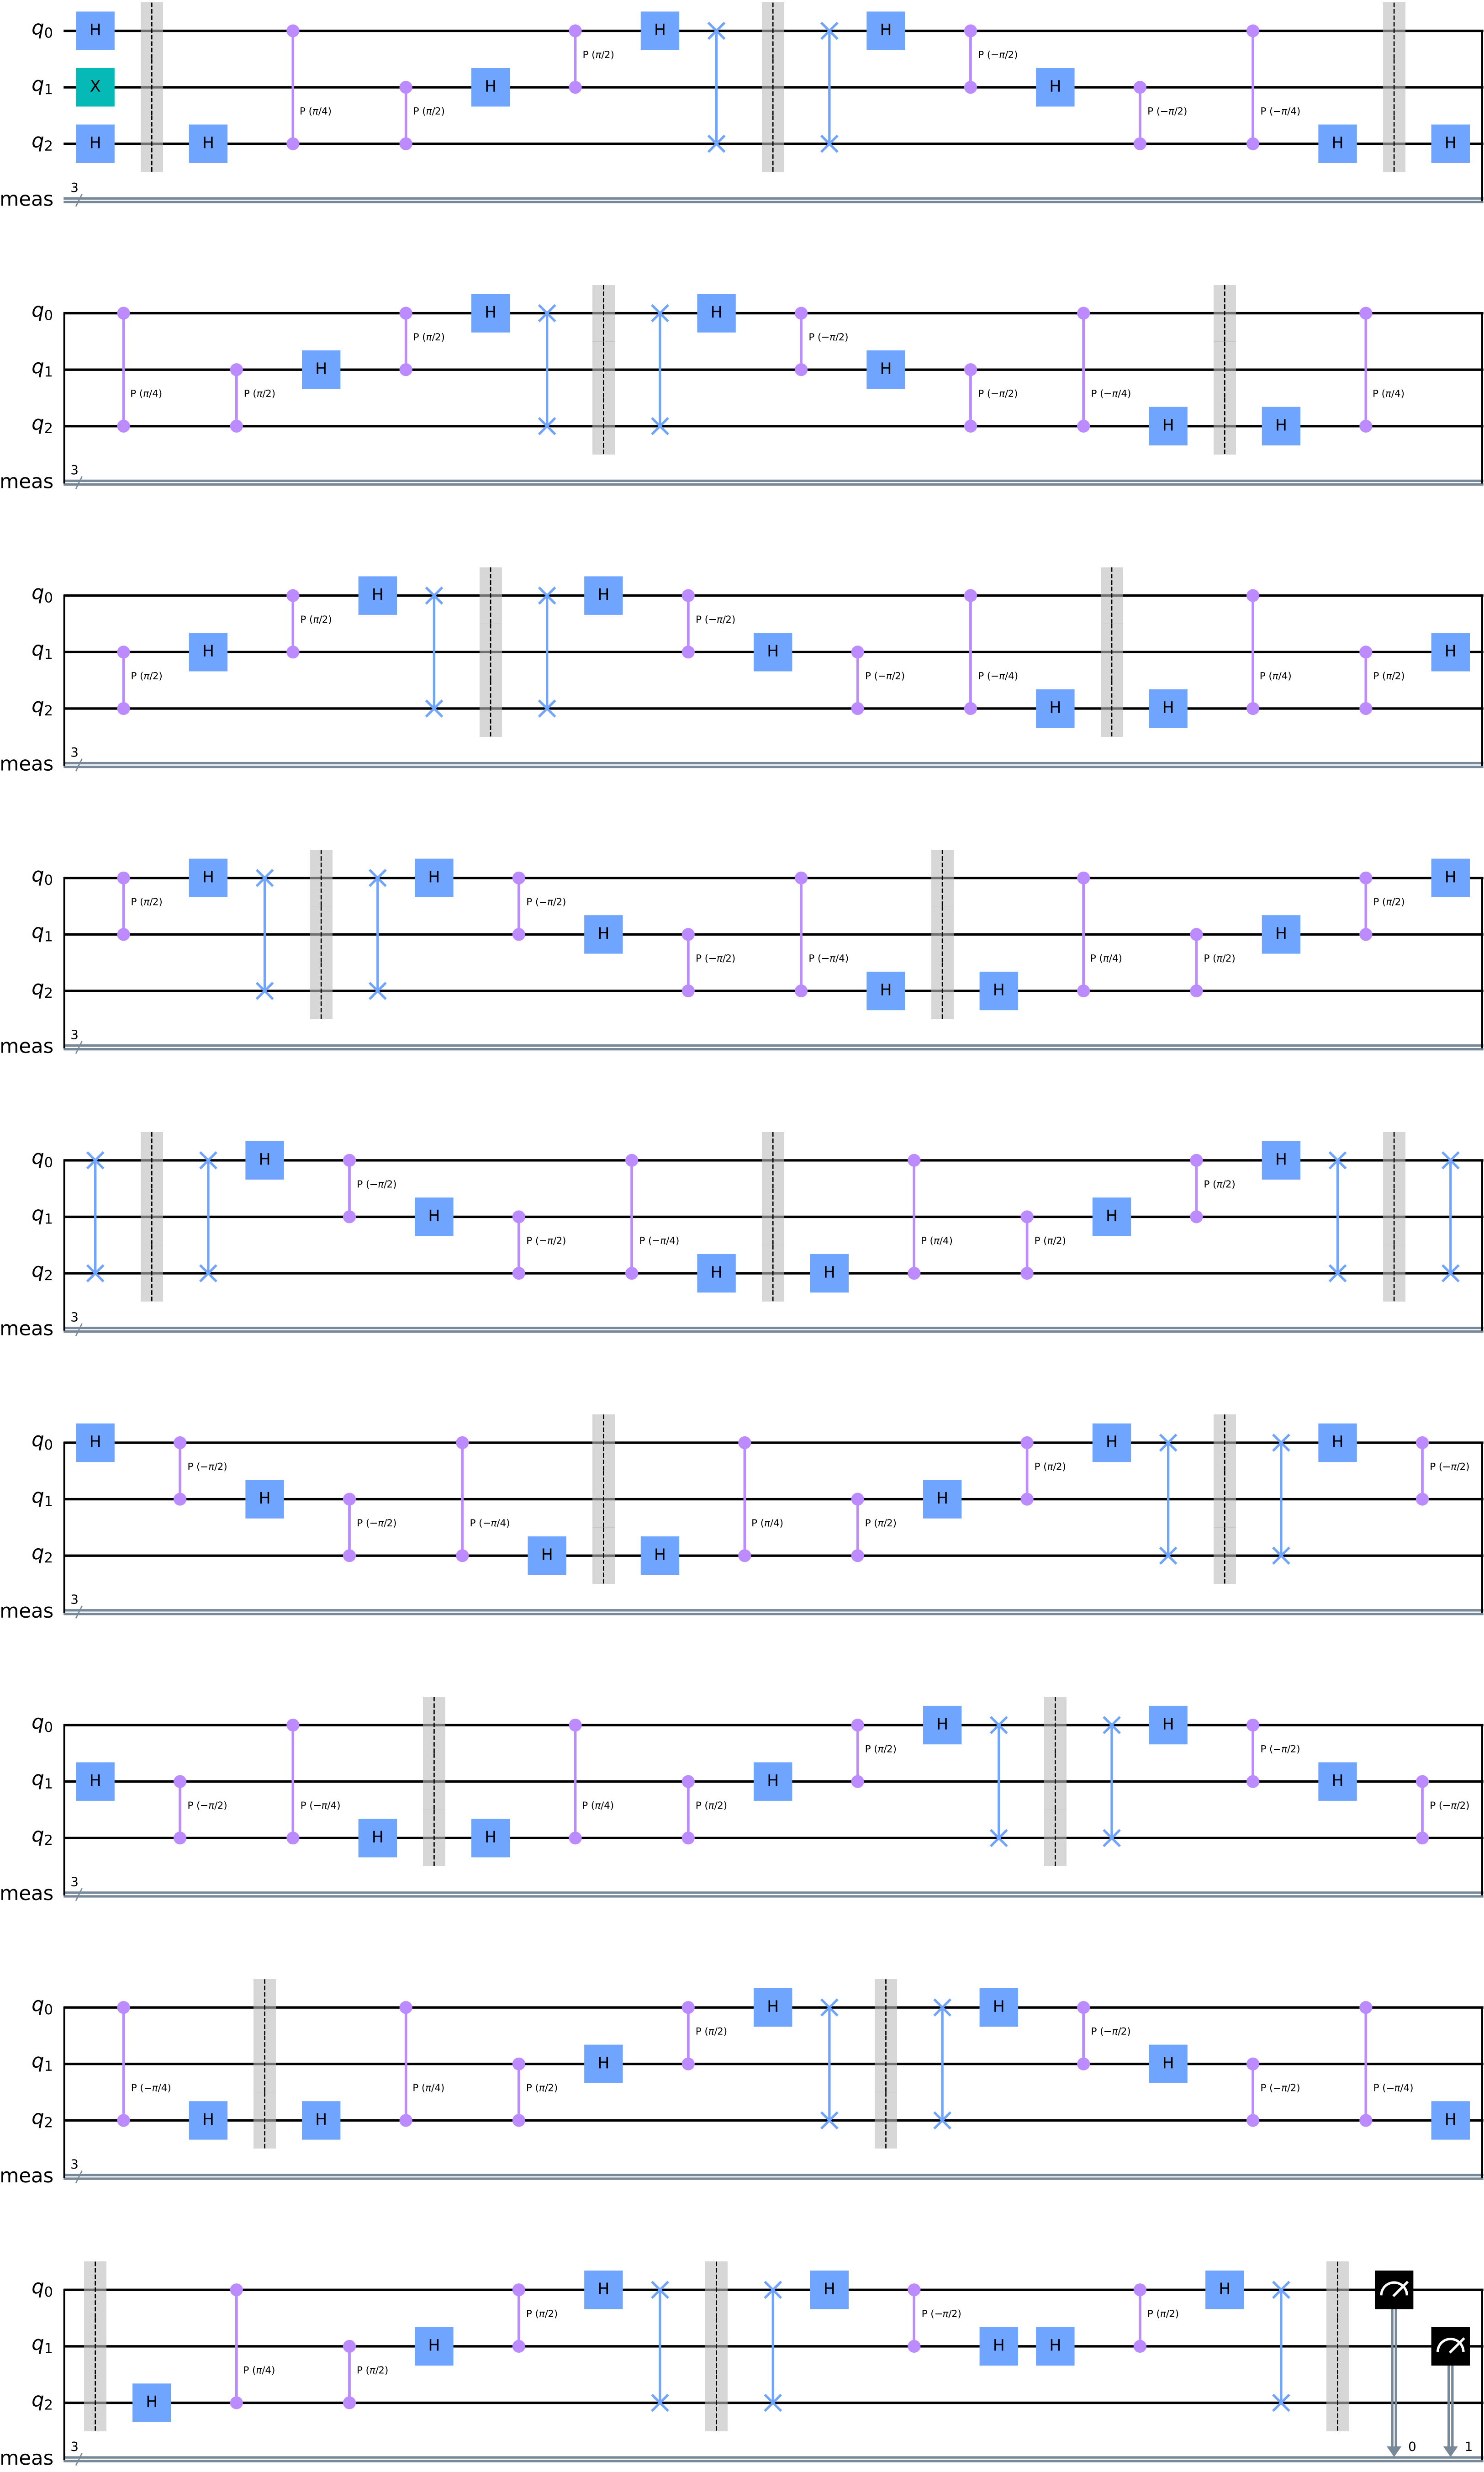 q0 H P (π/2) H H P (−π/2)
q1 X P (π/4) P (π/2) H H P (−π/2) P (−π/4)
q2 H H H H
meas 3
q0 P (π/2) H H P (−π/2)
q1 P (π/4) P (π/2) H H P (−π/2) P (−π/4) P (π/4)
q2 H H
meas 3
q0 P (π/2) H H P (−π/2)
q1 P (π/2) H H P (−π/2) P (−π/4) P (π/4) P (π/2) H
q2 H H
meas 3
q0 P (π/2) H H P (−π/2) P (π/2) H
q1 H P (−π/2) P (−π/4) P (π/4) P (π/2) H
q2 H H
meas 3
q0 H P (−π/2) P (π/2) H
q1 H P (−π/2) P (−π/4) P (π/4) P (π/2) H
q2 H H
meas 3
q0 H P (−π/2) P (π/2) H H P (−π/2)
q1 H P (−π/2) P (−π/4) P (π/4) P (π/2) H
q2 H H
meas 3
q0 P (π/2) H H P (−π/2)
q1 H P (−π/2) P (−π/4) P (π/4) P (π/2) H H P (−π/2)
q2 H H
meas 3
q0 P (π/2) H H P (−π/2)
q1 P (−π/4) P (π/4) P (π/2) H H P (−π/2) P (−π/4)
q2 H H H
meas 3
q0 P (π/2) H H P (−π/2) P (π/2) H
q1 P (π/4) P (π/2) H H H
q2 H
meas 3 0 1